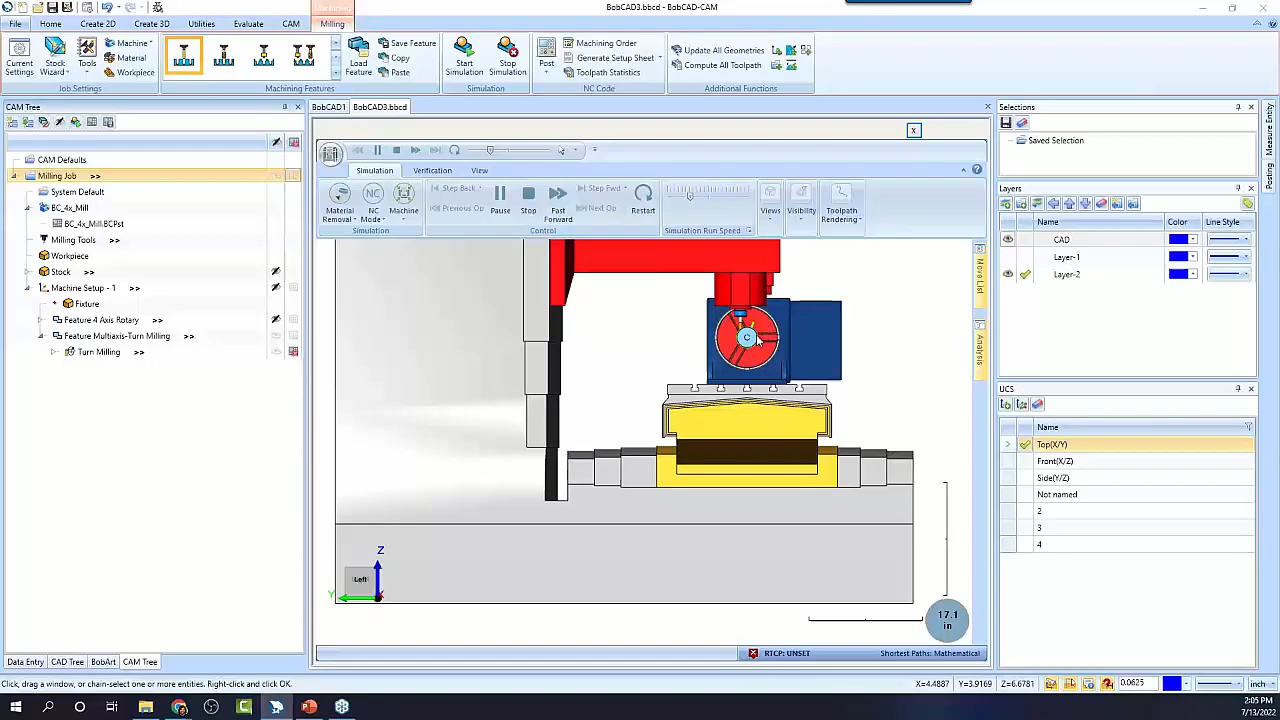 BobCAD3.bbcd - BobCAD-CAM
Machining
File Home Create 2D Create 3D Utilities Evaluate CAM Milling
Current Settings
Stock Wizard
Tools
Machine
Material
Workpiece
Job Settings
Machining Features
Load Feature
Save Feature
Copy
Paste
Start Simulation
Stop Simulation
Simulation
Post
Machining Order
Generate Setup Sheet
Toolpath Statistics
NC Code
Update All Geometries
Compute All Toolpath
Additional Functions
CAM Tree
CAM Defaults
Milling Job >>
System Default
BC_4x_Mill
BC_4x_Mill.BCPst
Milling Tools >>
Workpiece
Stock >>
Machine Setup - 1 >>
Fixture
Feature 4 Axis Rotary >>
Feature Multiaxis-Turn Milling >>
Turn Milling >>
Data Entry CAD Tree BobArt CAM Tree
BobCAD1 BobCAD3.bbcd
x
Simulation Verification View
Material Removal
NC Mode
Machine
Simulation
Step Back
Previous Op
Pause
Stop
Fast Forward
Step Fwd
Next Op
Restart
Control
Simulation Run Speed
Views
Visibility
Toolpath Rendering
Move List
Analysis
C
Z
Left
Y
17.1
in
RTCP: UNSET Shortest Paths: Mathematical
Selections
Saved Selection
Layers
Name Color Line Style
CAD
Layer-1
Layer-2
UCS
Name
Top(X/Y)
Front(X/Z)
Side(Y/Z)
Not named
2
3
4
Measure Entity
Posting
Click, drag a window, or chain-select one or more entities. Right-click and click OK.
X=4.4887 Y=3.9169 Z=6.6781 0.0625 inch
2:05 PM
7/13/2022